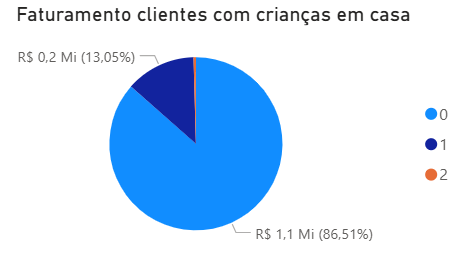 Faturamento clientes com crianças em casa
R$ 0,2 Mi (13,05%)
0
1
2
R$ 1,1 Mi (86,51%)